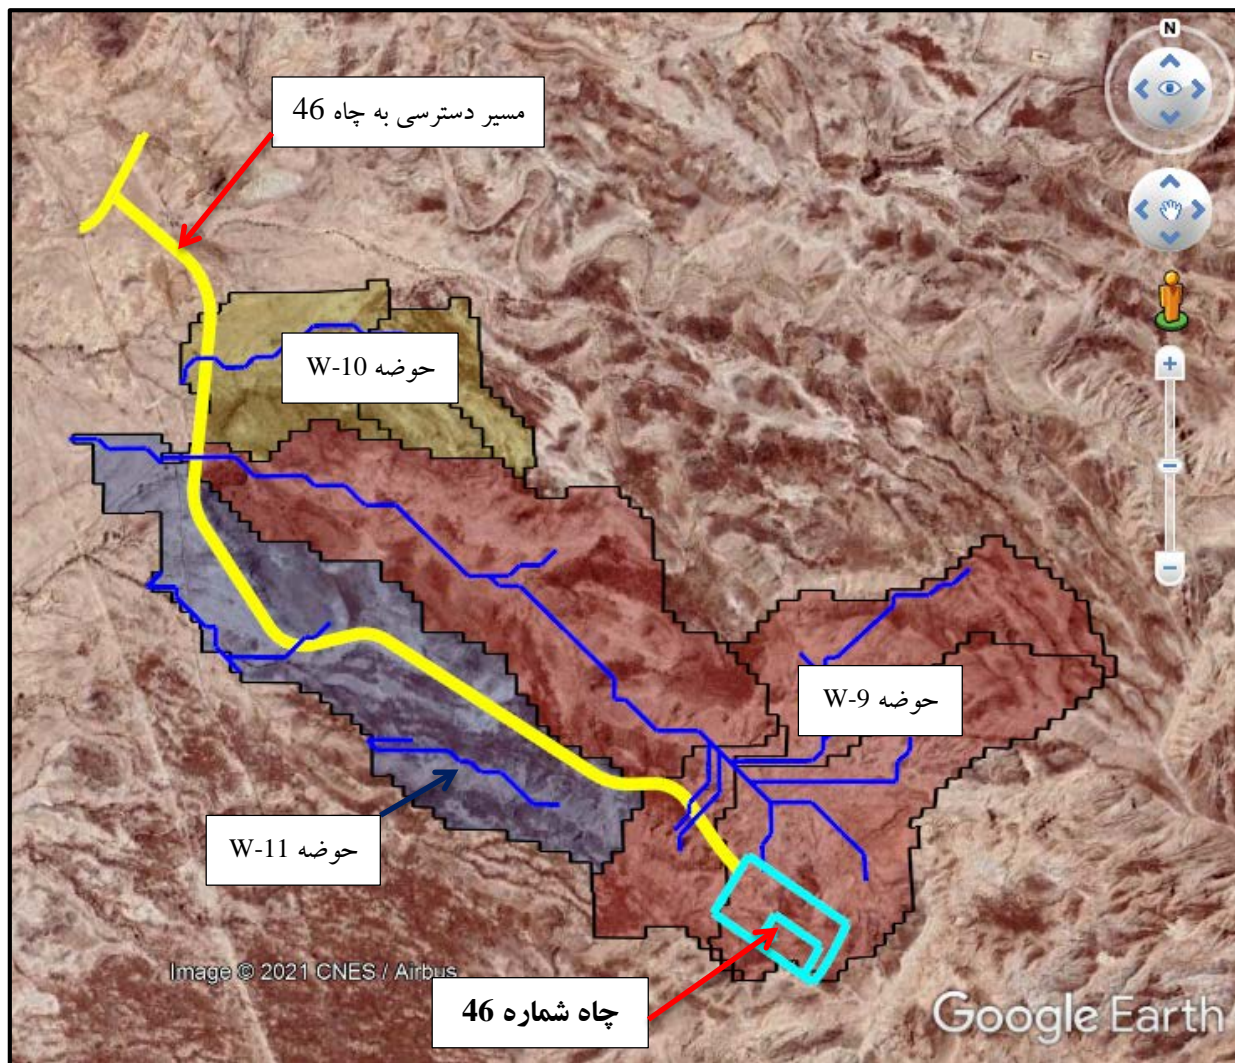 N
مسیر دسترسی به چاه 46
حوضه W-10
حوضه W-9
حوضه W-11
Image © 2021 CNES / Airbus
چاه شماره 46
Google Earth